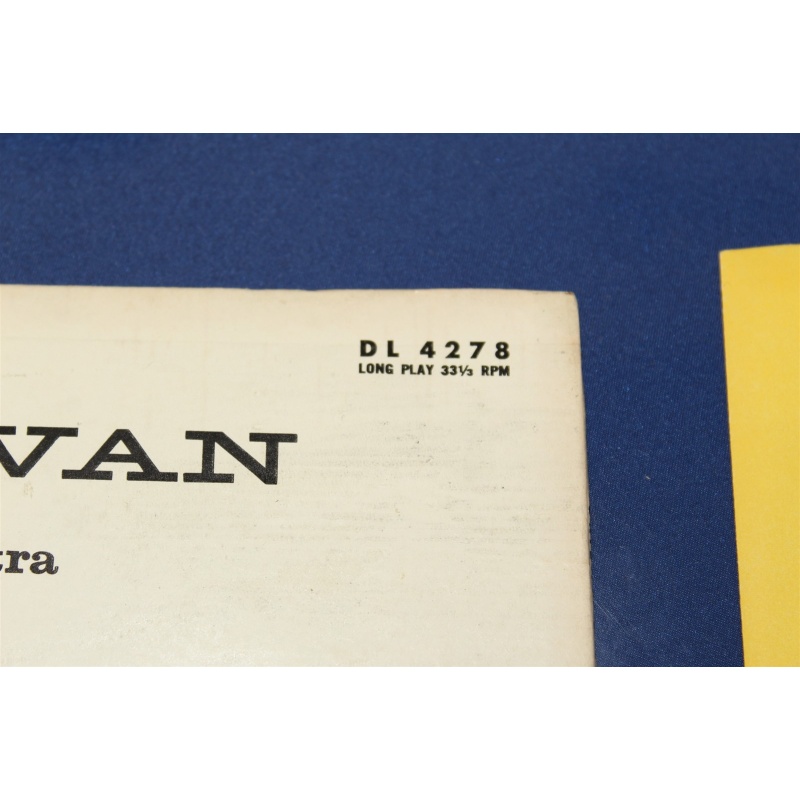 DL 4278
LONG PLAY 33⅓ RPM
VAN
tra